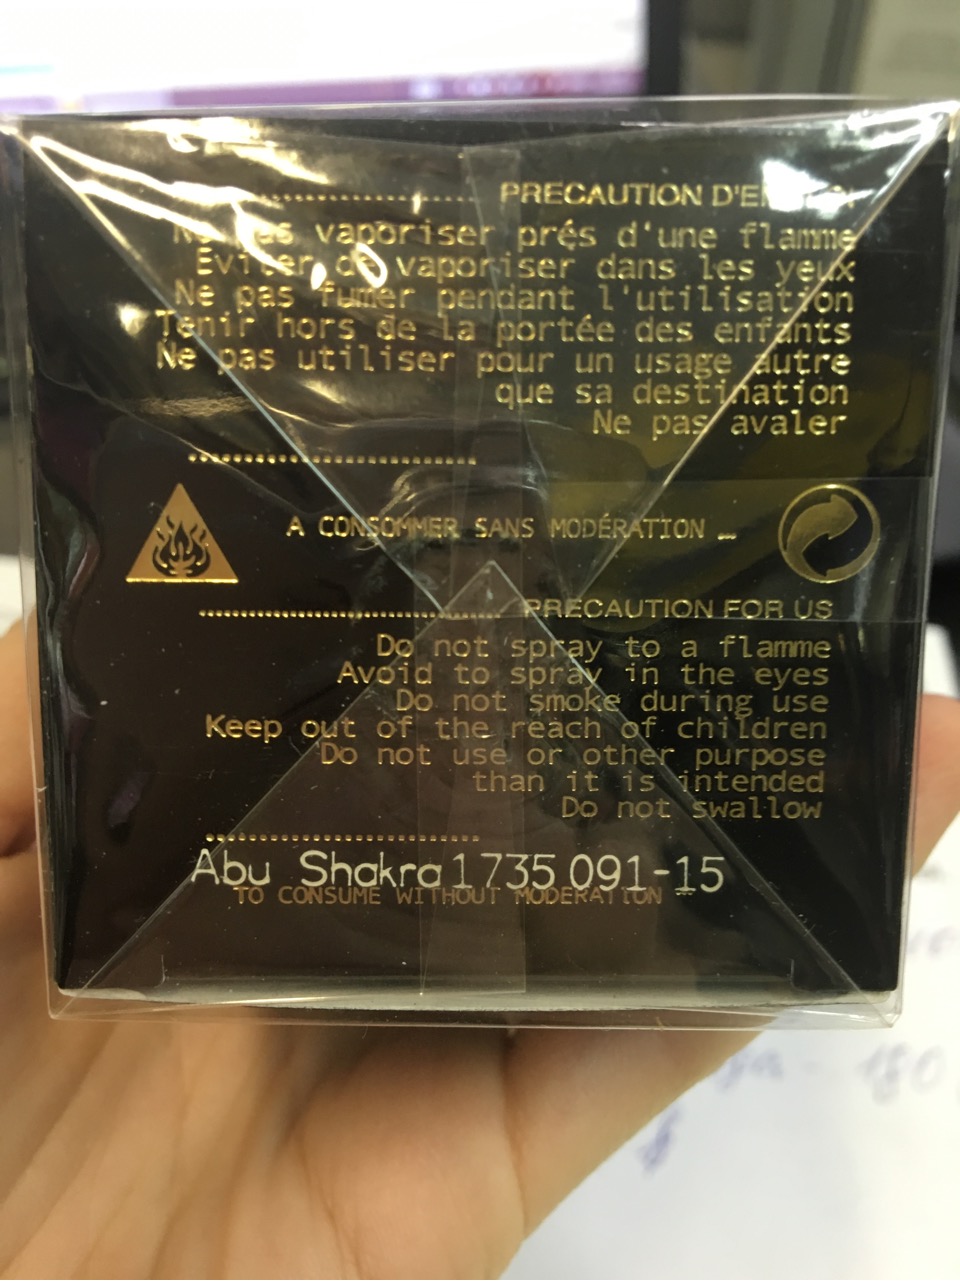 PRECAUTION
Ne pas vaporiser prés d'une flamme
Eviter de vaporiser dans les yeux
Ne pas fumer pendant l'utilisation
Tenir hors de la portée des enfants
Ne pas utiliser pour un usage autre
que sa destination
Ne pas avaler
A CONSOMMER SANS MODÉRATION ...
PRECAUTION FOR US
Do not spray to a flamme
Avoid to spray in the eyes
Do not smoke during use
Keep out of the reach of children
Do not use or other purpose
than it is intended
Do not swallow
Abu Shakra 1735 091-15
TO CONSUME WITHOUT MODERATION ...
180
$